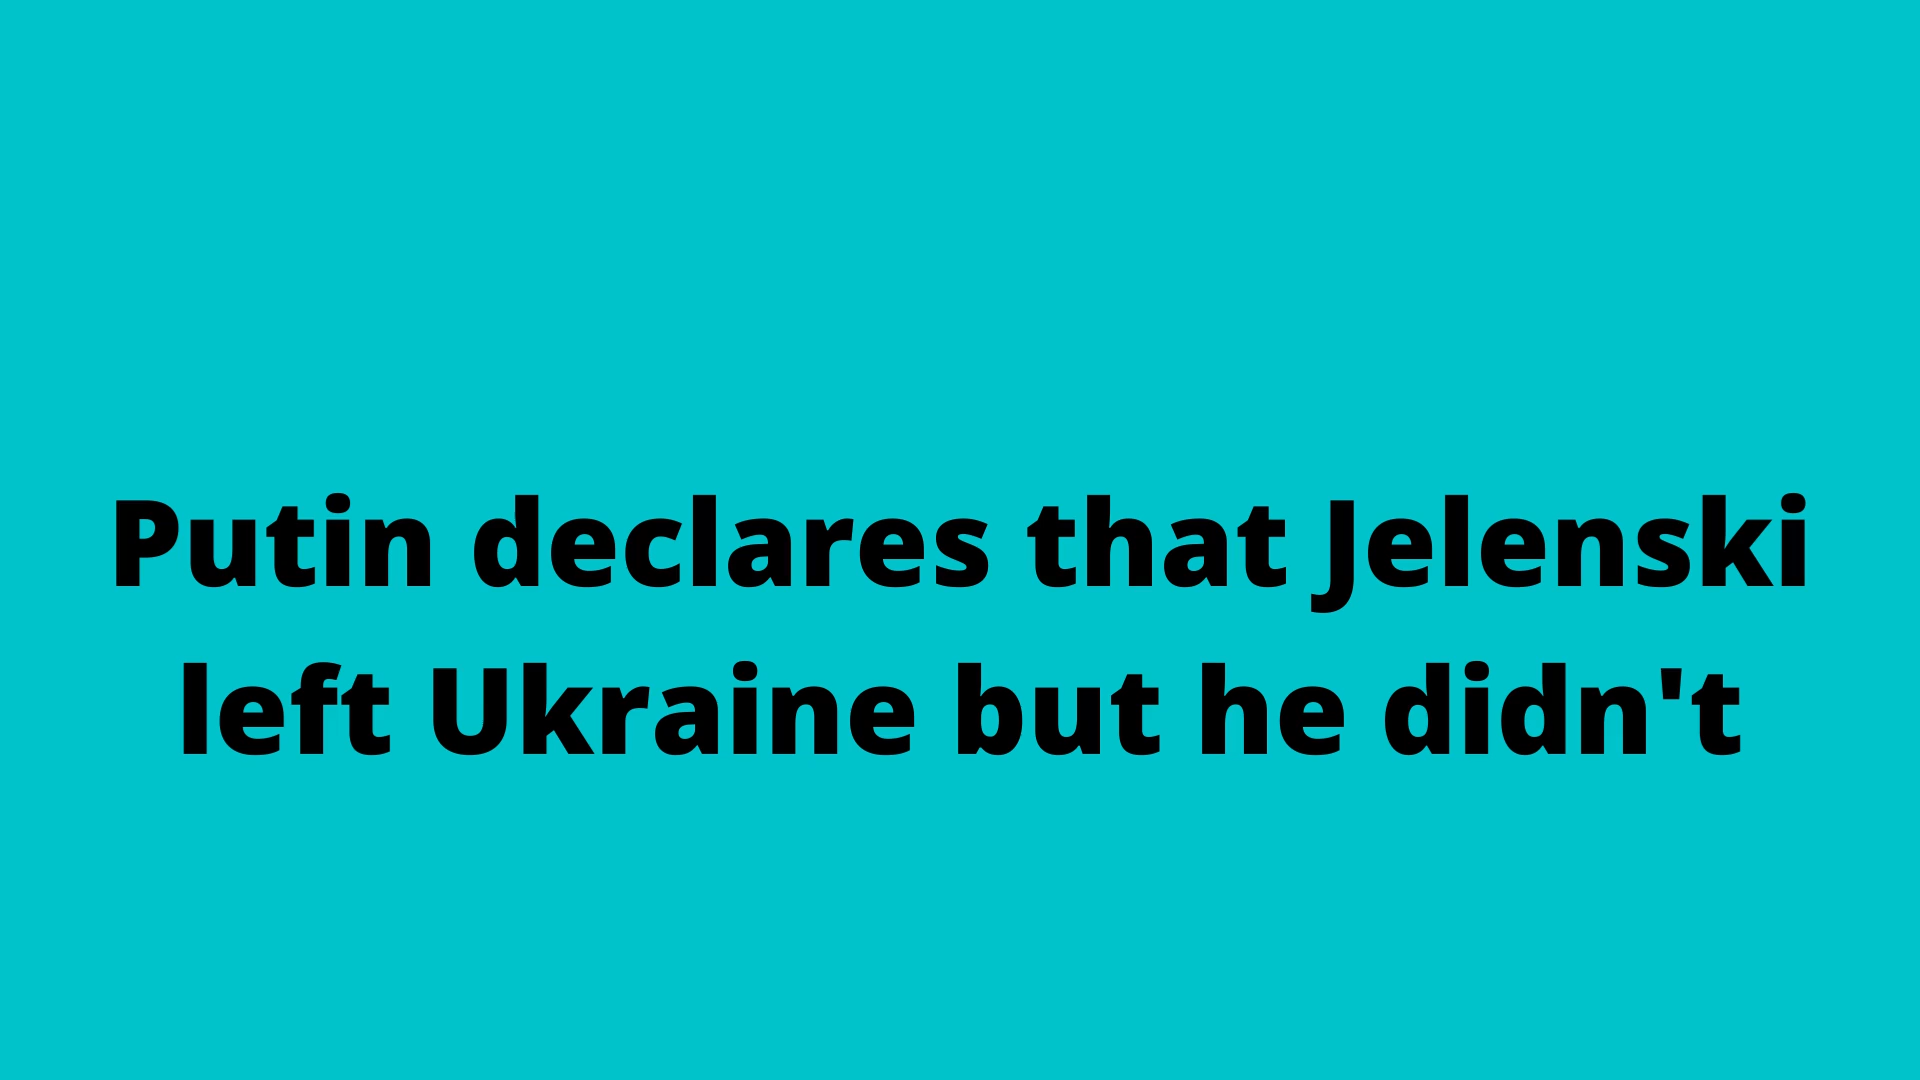 Putin declares that Jelenski
left Ukraine but he didn't